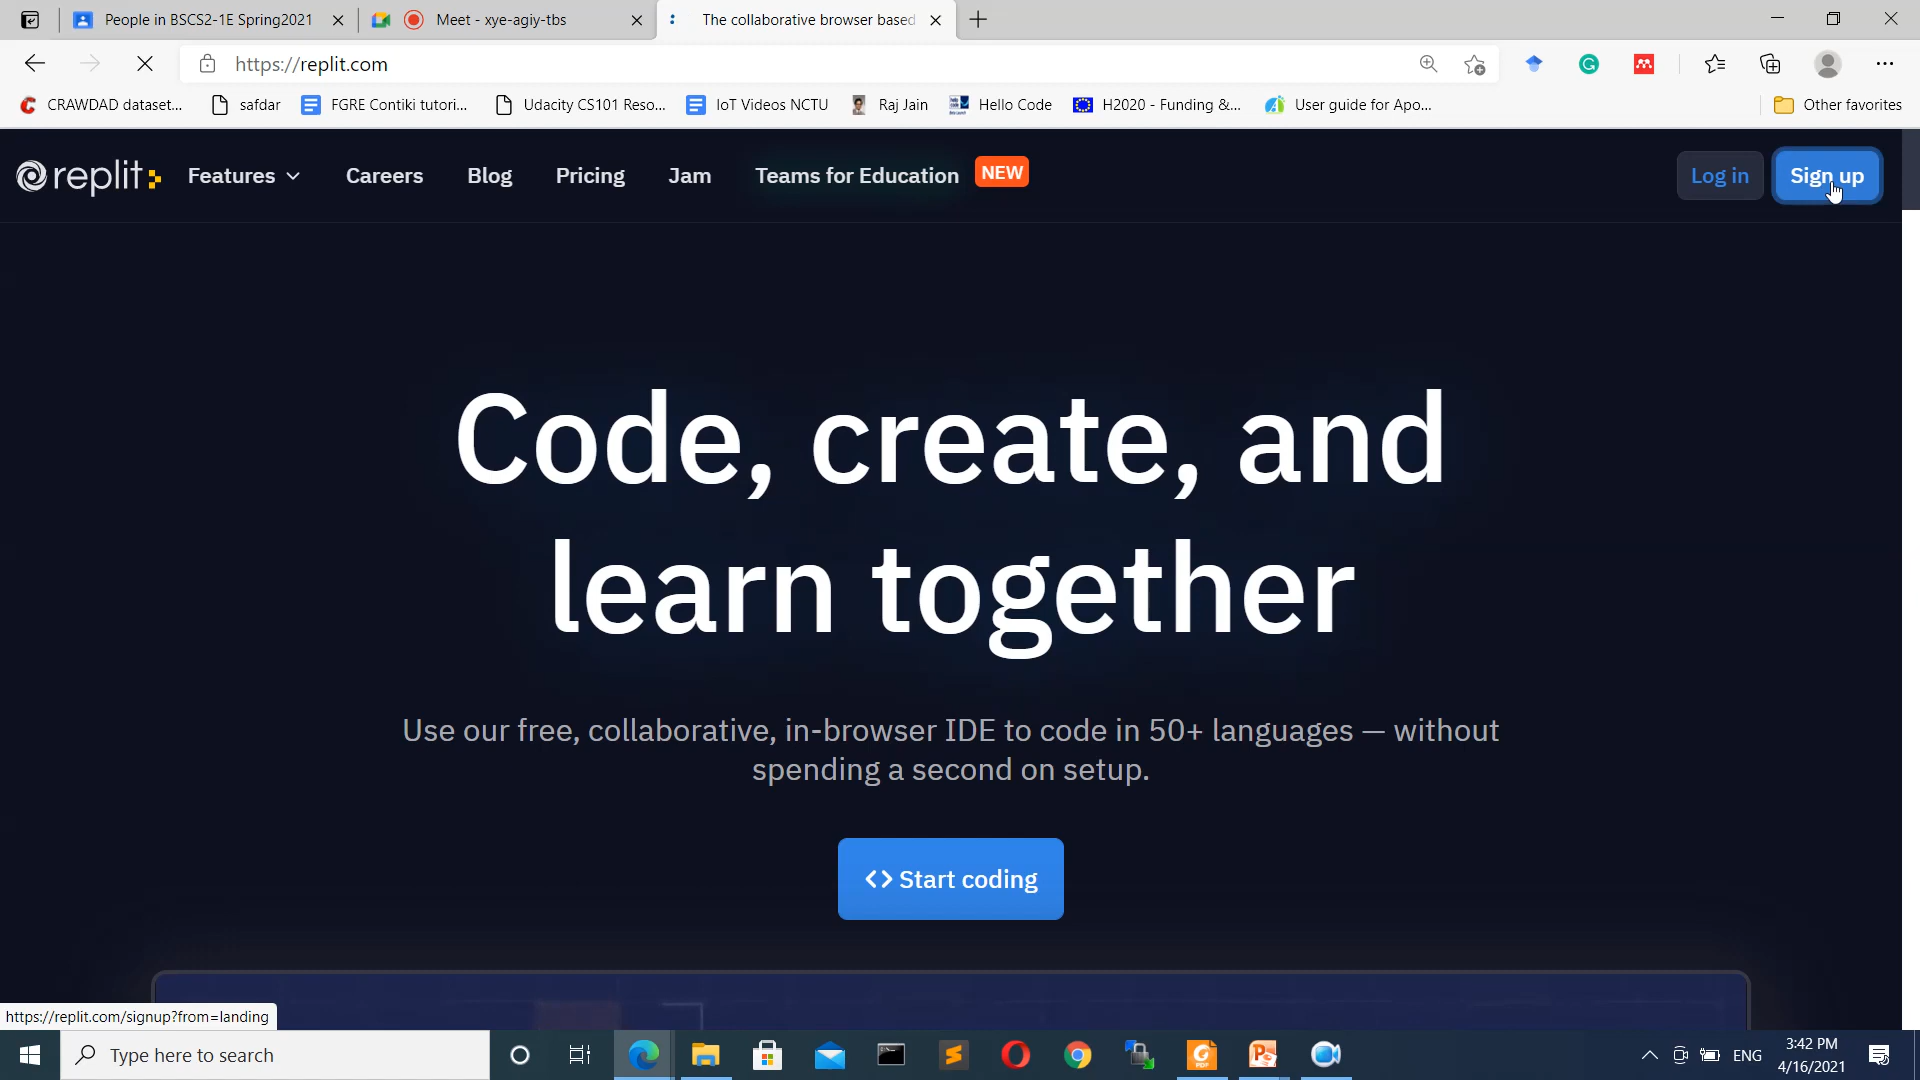 People in BSCS2-1E Spring2021
Meet - xye-agiy-tbs
The collaborative browser based
https://replit.com
CRAWDAD dataset...
safdar
FGRE Contiki tutori...
Udacity CS101 Reso...
IoT Videos NCTU
Raj Jain
Hello Code
H2020 - Funding &...
User guide for Apo...
Other favorites
replit
Features
Careers
Blog
Pricing
Jam
Teams for Education
NEW
Log in
Sign up
Code, create, and
learn together
Use our free, collaborative, in-browser IDE to code in 50+ languages — without
spending a second on setup.
<> Start coding
https://replit.com/signup?from=landing
Type here to search
ENG
3:42 PM
4/16/2021